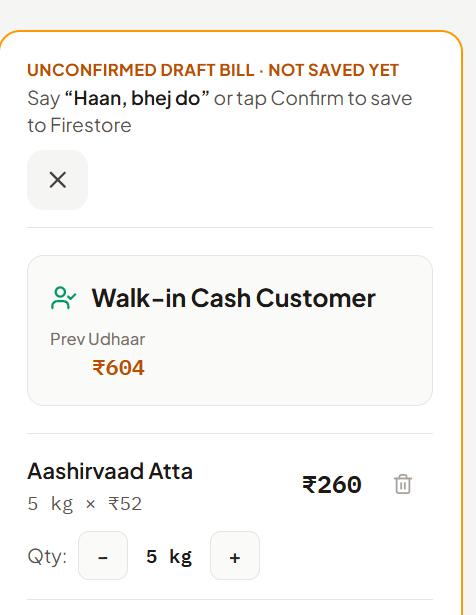 UNCONFIRMED DRAFT BILL · NOT SAVED YET
Say “Haan, bhej do” or tap Confirm to save
to Firestore
Walk-in Cash Customer
Prev Udhaar
₹604
Aashirvaad Atta
₹260
5 kg × ₹52
Qty: - 5 kg +